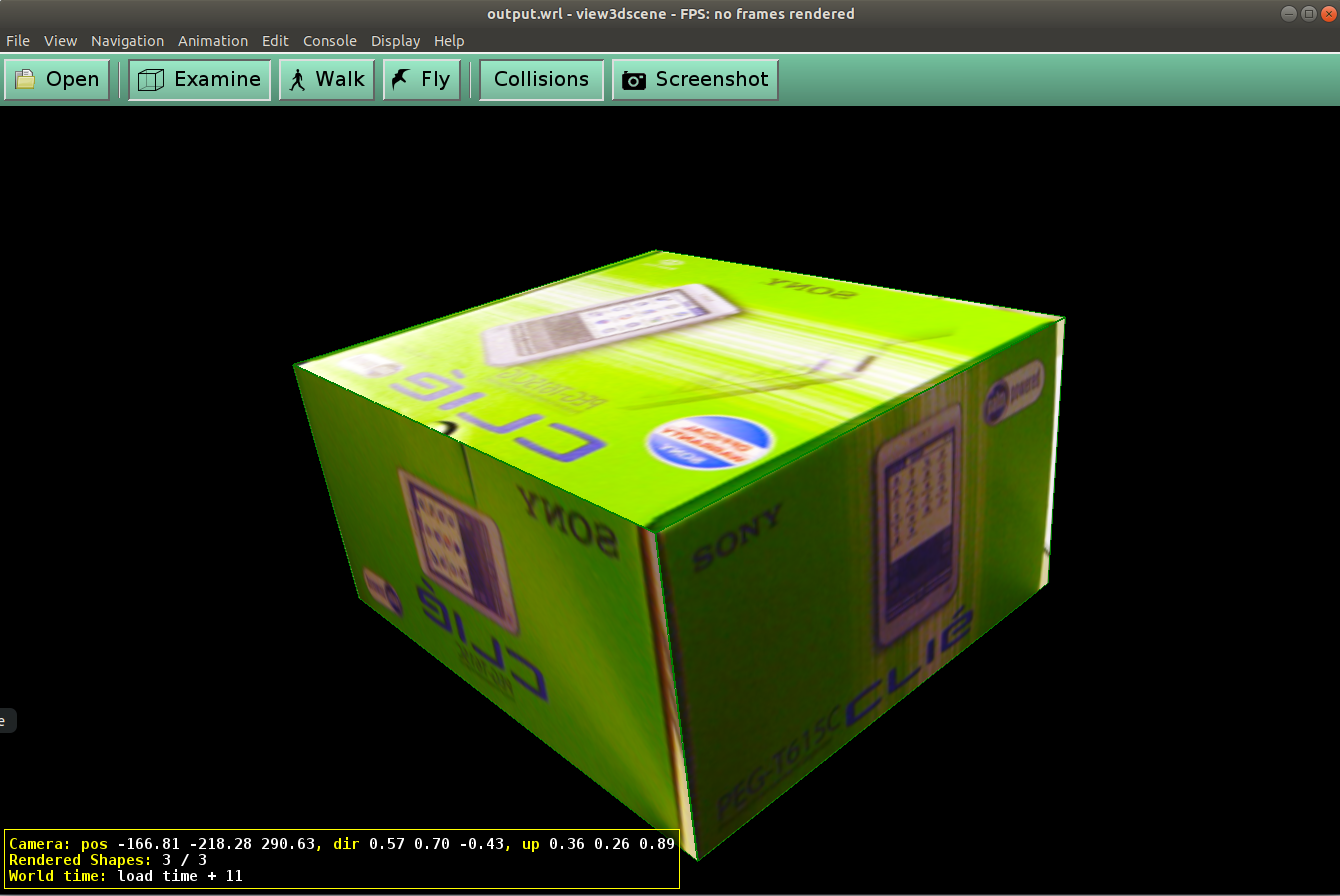 output.wrl - view3dscene - FPS: no frames rendered
File View Navigation Animation Edit Console Display Help
Open Examine Walk Fly Collisions Screenshot
SONY
CLIÉ
SONY
SONY
CLIÉ
SONY
CLIÉ
PEG-T615C
e
Camera: pos -166.81 -218.28 290.63, dir 0.57 0.70 -0.43, up 0.36 0.26 0.89
Rendered Shapes: 3 / 3
World time: load time + 11